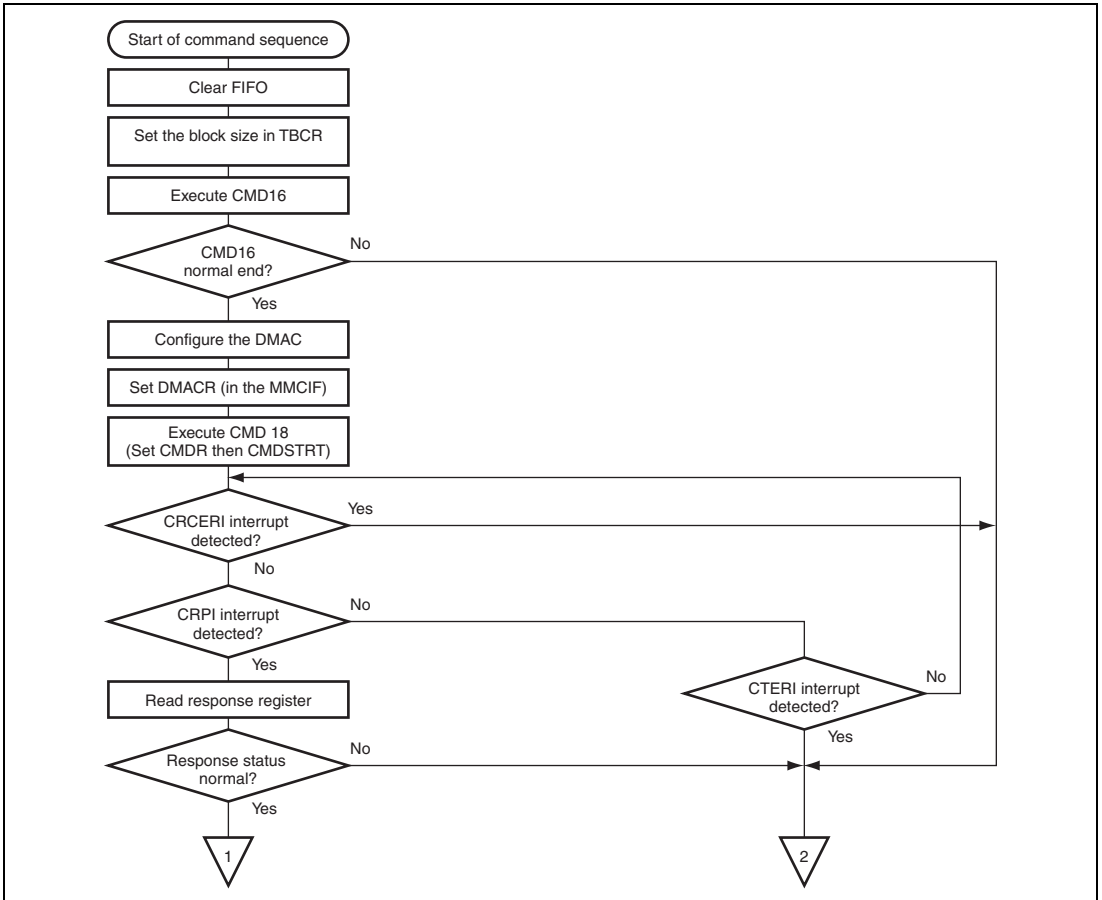 Start of command sequence
Clear FIFO
Set the block size in TBCR
Execute CMD16
CMD16
normal end?
No
Yes
Configure the DMAC
Set DMACR (in the MMCIF)
Execute CMD 18
(Set CMDR then CMDSTRT)
CRCERI interrupt
detected?
Yes
No
CRPI interrupt
detected?
No
Yes
CTERI interrupt
detected?
No
Yes
Read response register
Response status
normal?
No
Yes
1
2